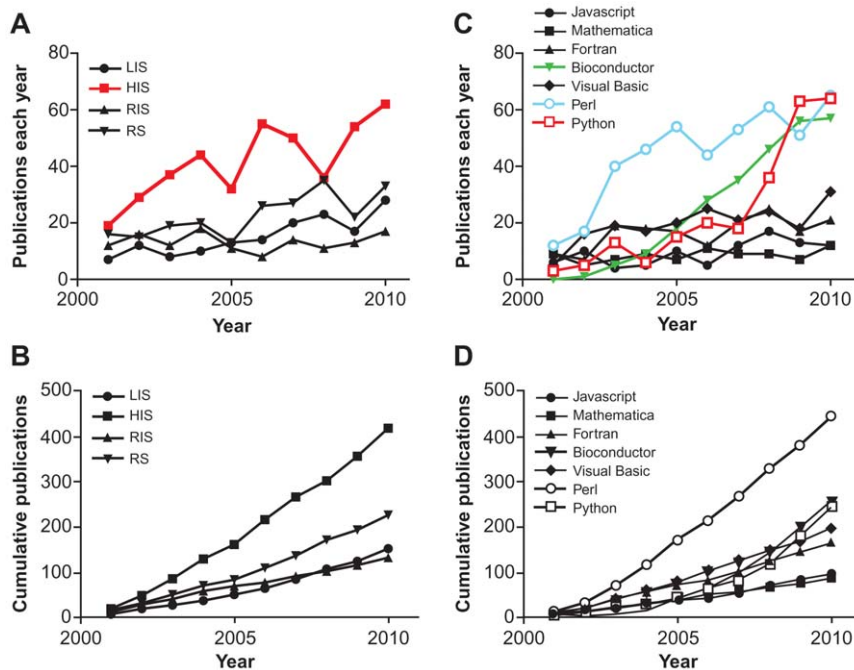 A
LIS
HIS
RIS
RS
Publications each year
80
60
40
20
0
2000
2005
2010
Year
C
Javascript
Mathematica
Fortran
Bioconductor
Visual Basic
Perl
Python
Publications each year
80
60
40
20
0
2000
2005
2010
Year
B
LIS
HIS
RIS
RS
Cumulative publications
500
400
300
200
100
0
2000
2005
2010
Year
D
Javascript
Mathematica
Fortran
Bioconductor
Visual Basic
Perl
Python
Cumulative publications
500
400
300
200
100
0
2000
2005
2010
Year